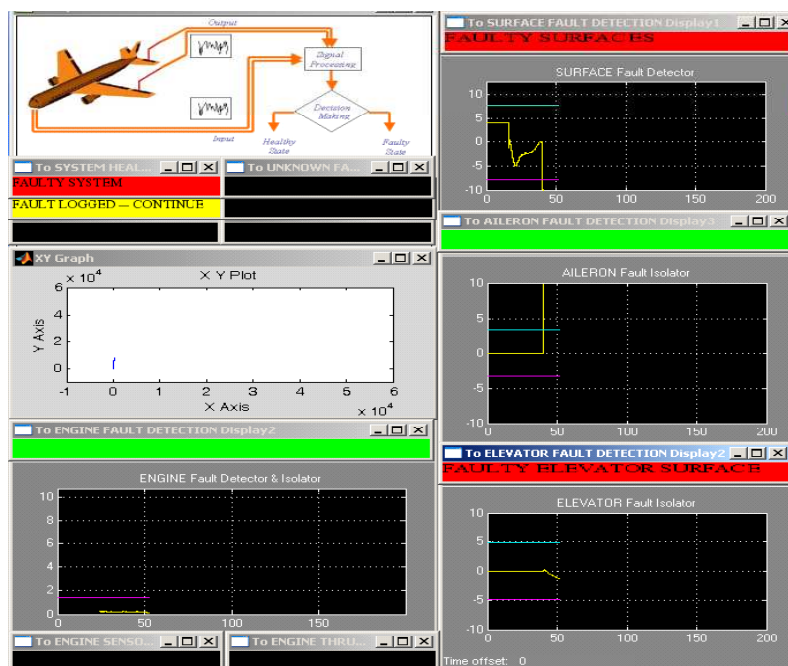 Output
Signal
Processing
Decision
Making
Input
Healthy
State
Faulty
State
To SYSTEM HEAL...
To UNKNOWN FA...
FAULTY SYSTEM
FAULT LOGGED -- CONTINUE
XY Graph
X Y Plot
× 10^4
6
4
2
0
Y Axis
-1 0 1 2 3 4 5 6
X Axis
× 10^4
To ENGINE FAULT DETECTION Display2
ENGINE Fault Detector & Isolator
10
8
6
4
2
0
0 50 100 150
To ENGINE SENSO...
To ENGINE THRU...
To SURFACE FAULT DETECTION Display1
FAULTY SURFACES
SURFACE Fault Detector
10
5
0
-5
-10
0 50 100 150 200
To AILERON FAULT DETECTION Display3
AILERON Fault Isolator
10
5
0
-5
-10
0 50 100 150 200
To ELEVATOR FAULT DETECTION Display2
FAULTY ELEVATOR SURFACE
ELEVATOR Fault Isolator
10
5
0
-5
-10
0 50 100 150 200
Time offset: 0